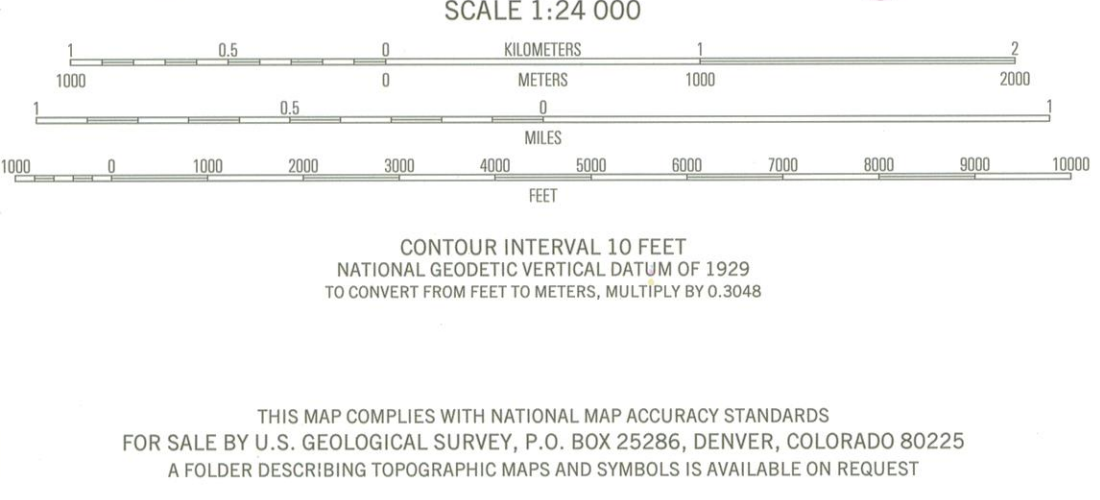 SCALE 1:24 000
1 0.5 0 KILOMETERS 1 2
1000 0 METERS 1000 2000
1 0.5 0 1
MILES
1000 0 1000 2000 3000 4000 5000 6000 7000 8000 9000 10000
FEET
CONTOUR INTERVAL 10 FEET
NATIONAL GEODETIC VERTICAL DATUM OF 1929
TO CONVERT FROM FEET TO METERS, MULTIPLY BY 0.3048
THIS MAP COMPLIES WITH NATIONAL MAP ACCURACY STANDARDS
FOR SALE BY U.S. GEOLOGICAL SURVEY, P.O. BOX 25286, DENVER, COLORADO 80225
A FOLDER DESCRIBING TOPOGRAPHIC MAPS AND SYMBOLS IS AVAILABLE ON REQUEST